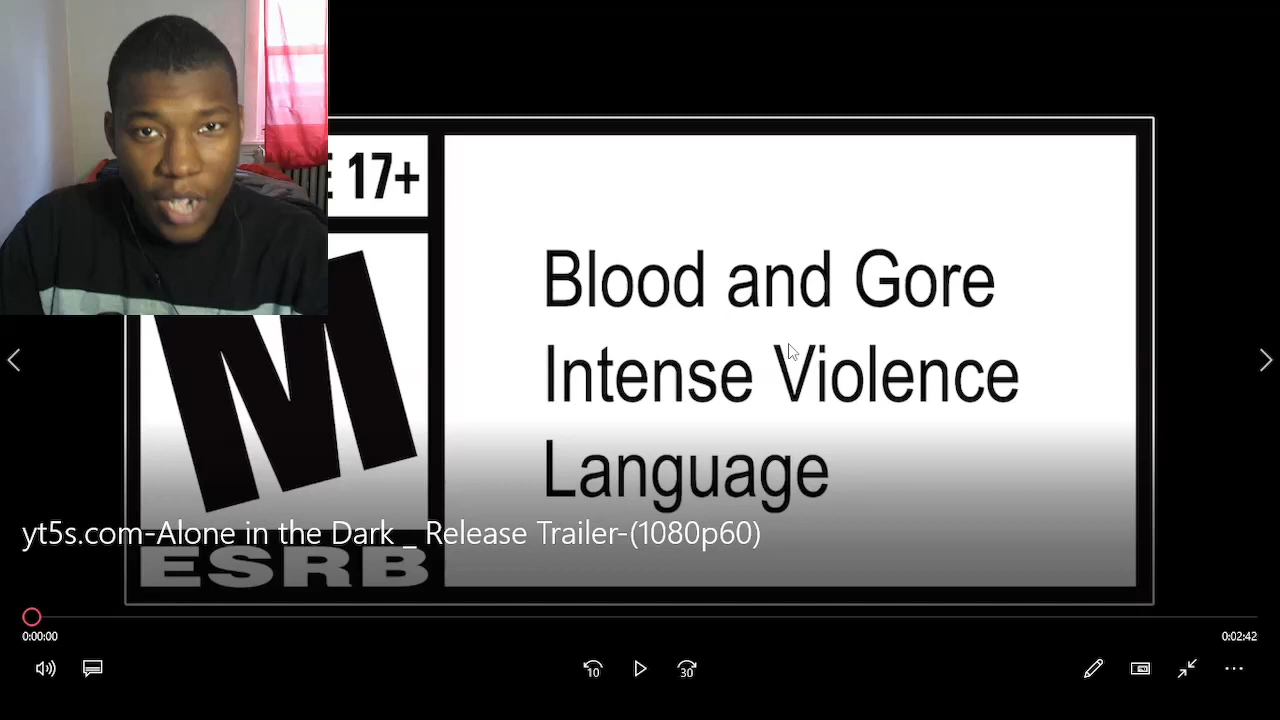 E 17+
Blood and Gore
Intense Violence
Language
M
yt5s.com-Alone in the Dark _ Release Trailer-(1080p60)
ESRB
0:00:00
0:02:42
10
30